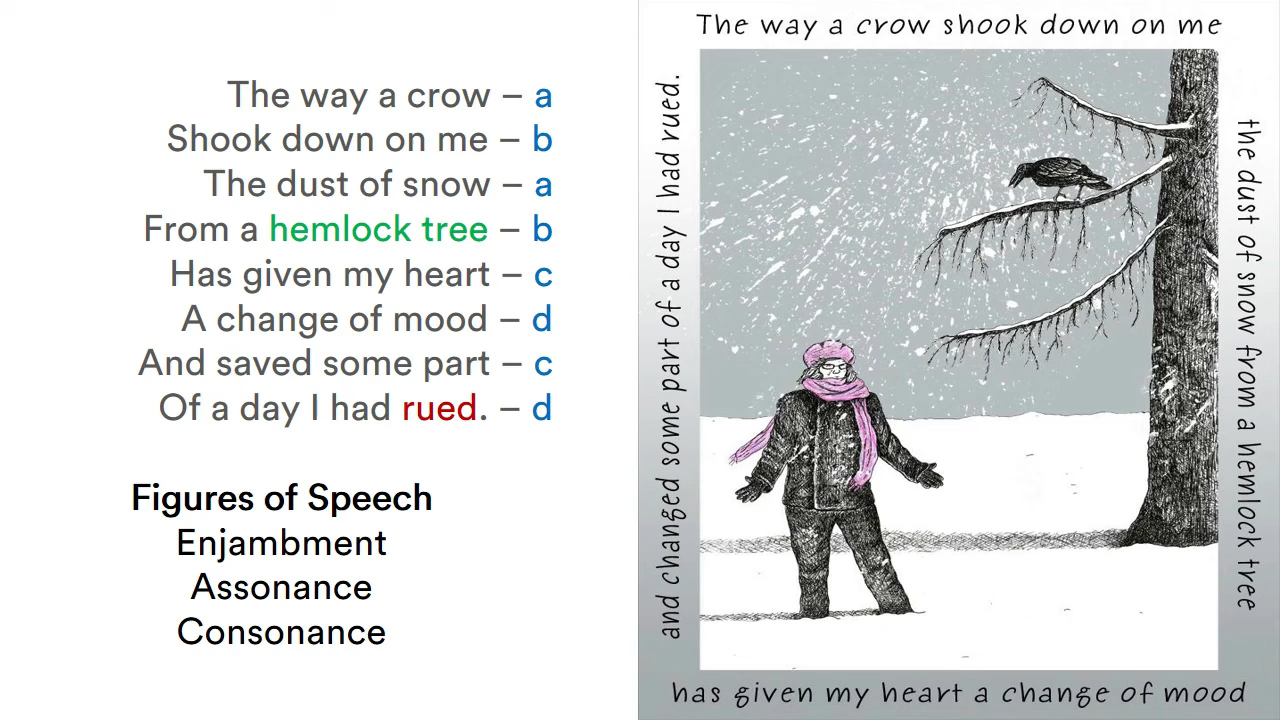 The way a crow – a
Shook down on me – b
The dust of snow – a
From a hemlock tree – b
Has given my heart – c
A change of mood – d
And saved some part – c
Of a day I had rued. – d
Figures of Speech
Enjambment
Assonance
Consonance
The way a crow shook down on me
the dust of snow from a hemlock tree
has given my heart a change of mood
and changed some part of a day I had rued.